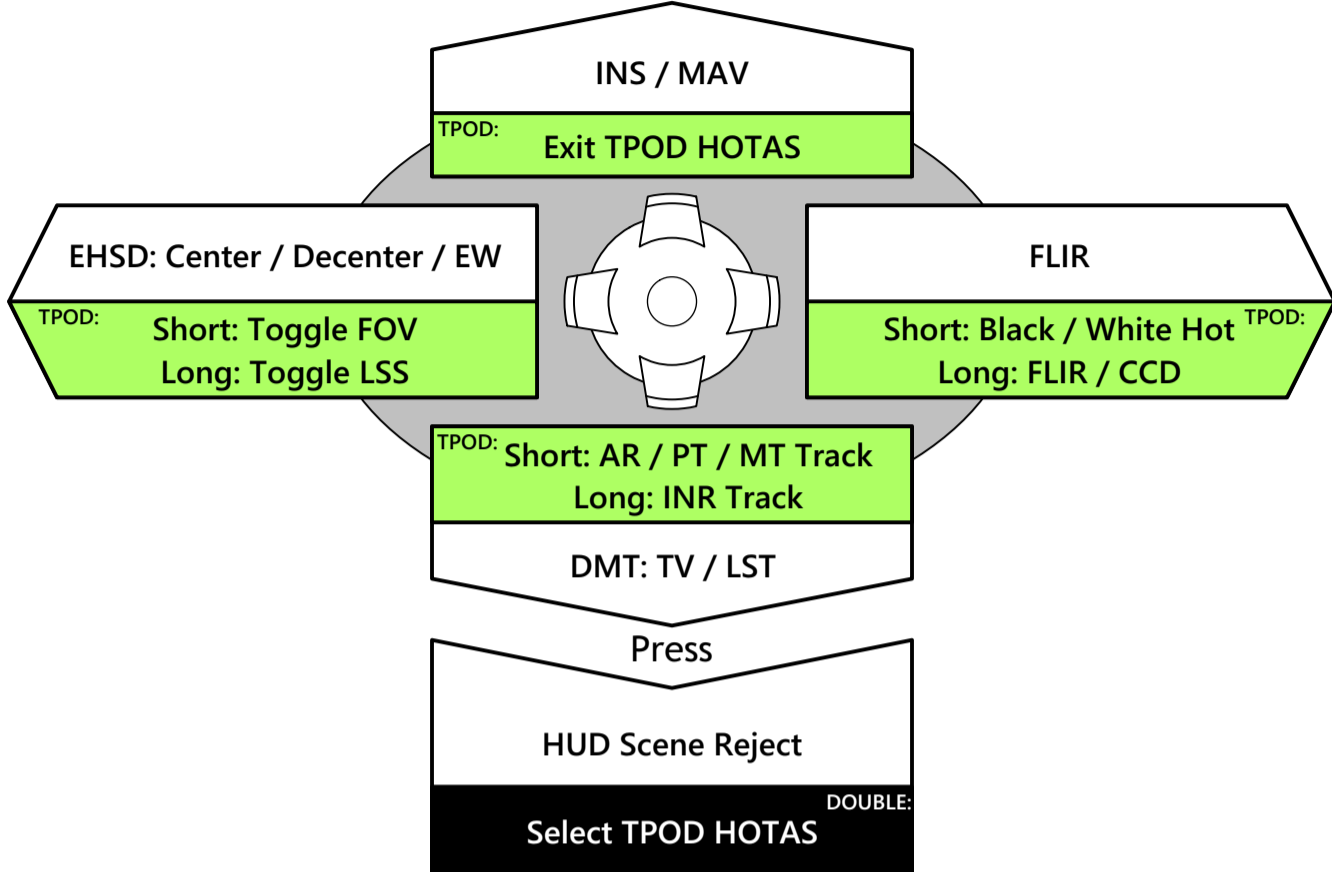 INS / MAV
TPOD:
Exit TPOD HOTAS
EHSD: Center / Decenter / EW
TPOD:
Short: Toggle FOV
Long: Toggle LSS
FLIR
Short: Black / White Hot
TPOD:
Long: FLIR / CCD
TPOD:
Short: AR / PT / MT Track
Long: INR Track
DMT: TV / LST
Press
HUD Scene Reject
DOUBLE:
Select TPOD HOTAS